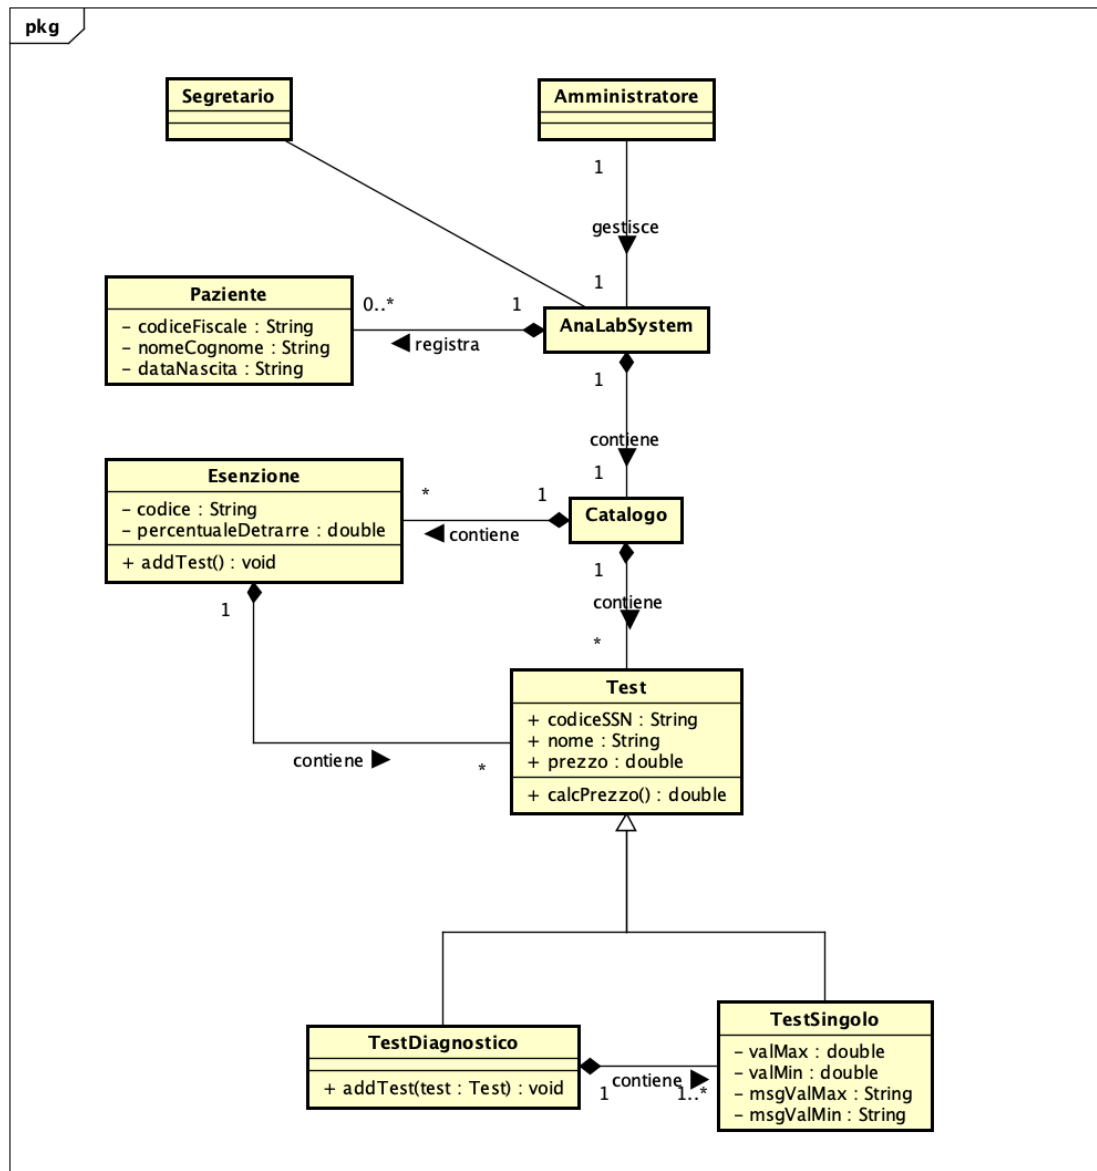 pkg
Segretario
Amministratore
1
gestisce
1
Paziente
– codiceFiscale : String
– nomeCognome : String
– dataNascita : String
0..*
1
◀ registra
AnaLabSystem
1
contiene
1
Esenzione
– codice : String
– percentualeDetrarre : double
+ addTest() : void
*
1
◀ contiene
Catalogo
1
contiene
*
1
contiene ▶
*
Test
+ codiceSSN : String
+ nome : String
+ prezzo : double
+ calcPrezzo() : double
TestDiagnostico
+ addTest(test : Test) : void
1
contiene ▶
1..*
TestSingolo
– valMax : double
– valMin : double
– msgValMax : String
– msgValMin : String